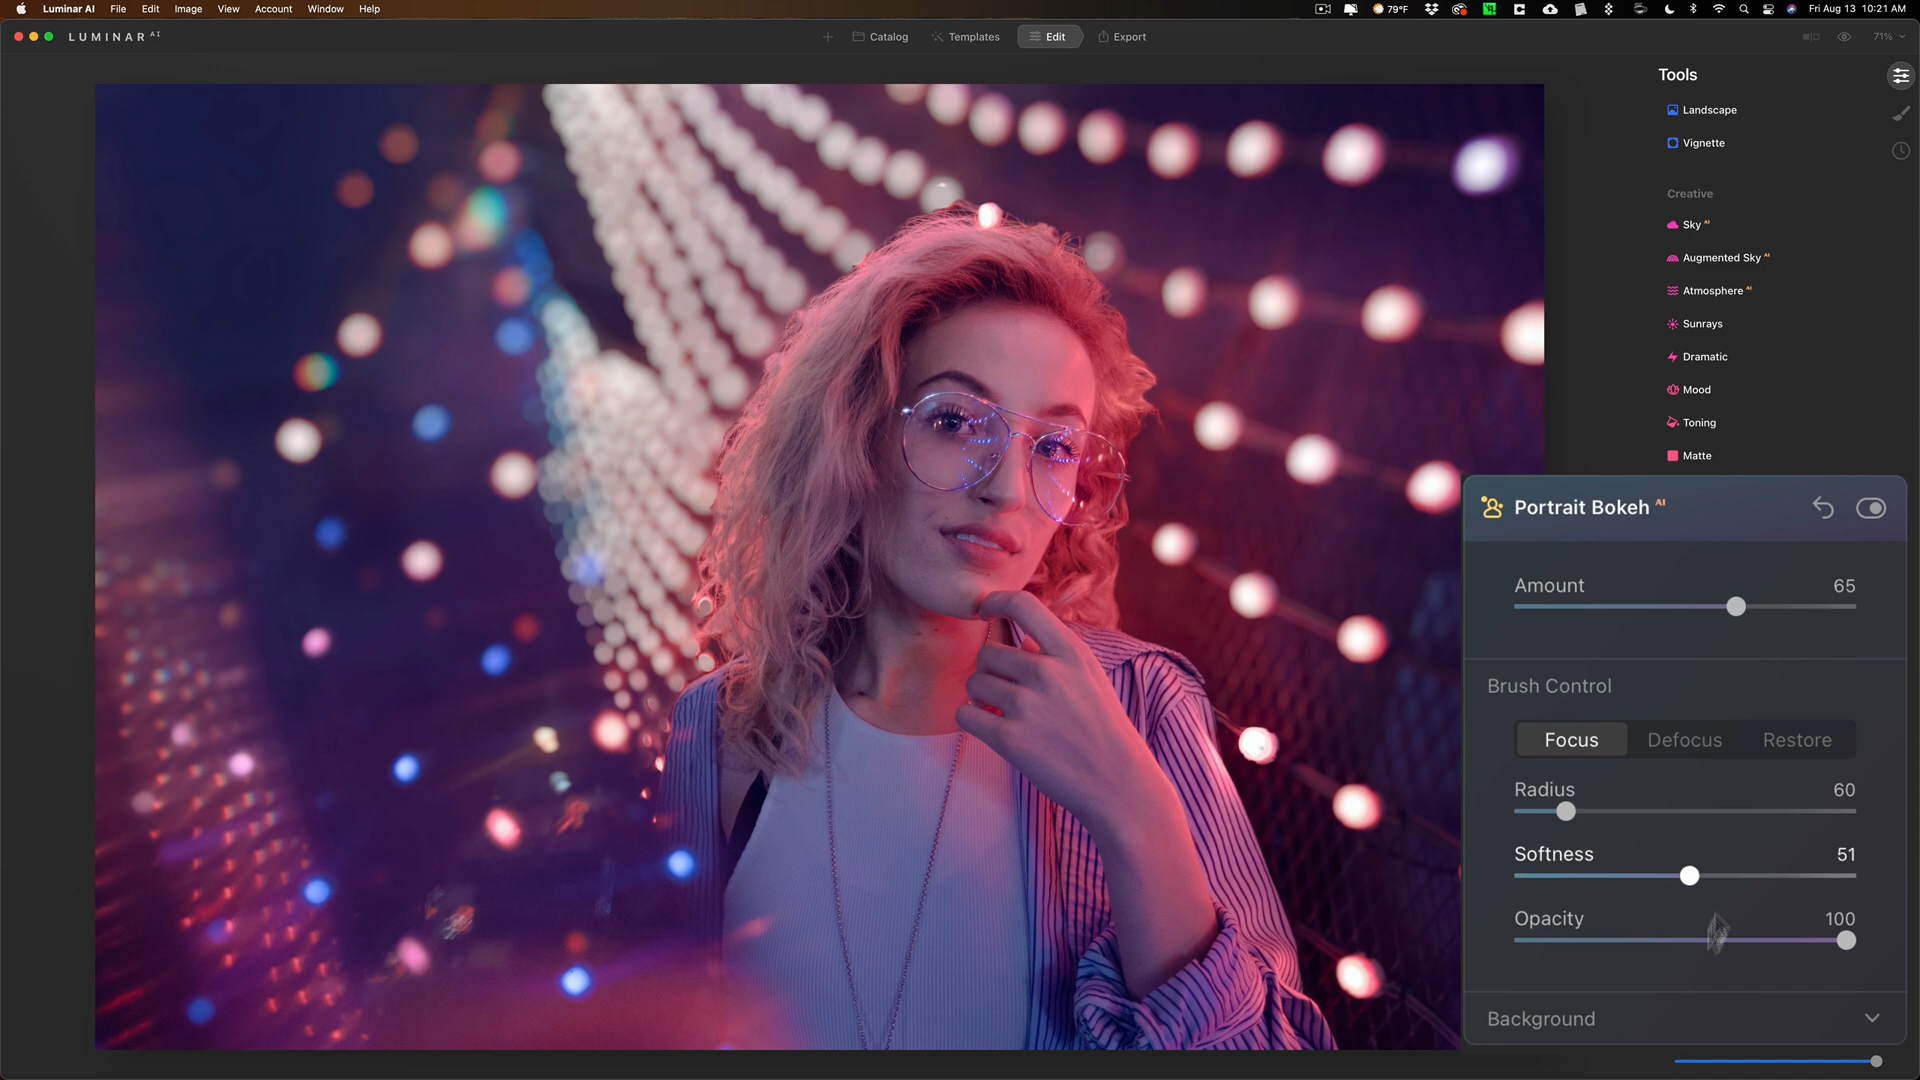 Luminar AI File Edit Image View Account Window Help 79°F Fri Aug 13 10:21 AM
LUMINAR AI Catalog Templates Edit Export 71%
Tools
Landscape
Vignette
Creative
Sky AI
Augmented Sky AI
Atmosphere AI
Sunrays
Dramatic
Mood
Toning
Matte
Portrait Bokeh AI
Amount 65
Brush Control
Focus Defocus Restore
Radius 60
Softness 51
Opacity 100
Background